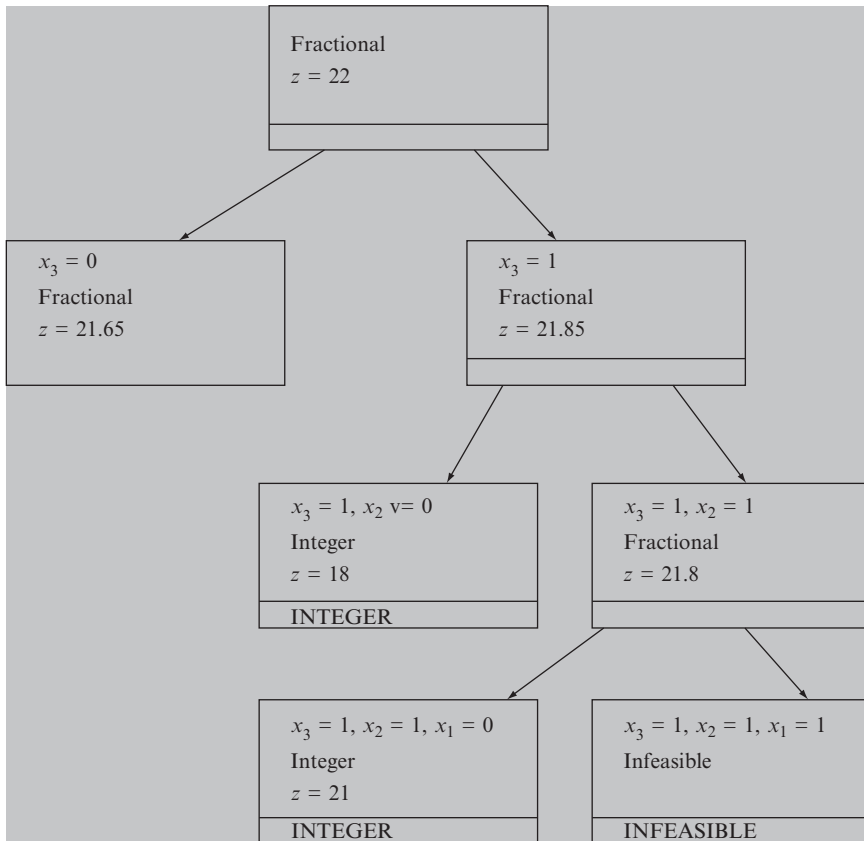 Fractional
z = 22
x₃ = 0
Fractional
z = 21.65
x₃ = 1
Fractional
z = 21.85
x₃ = 1, x₂ v= 0
Integer
z = 18
INTEGER
x₃ = 1, x₂ = 1
Fractional
z = 21.8
x₃ = 1, x₂ = 1, x₁ = 0
Integer
z = 21
INTEGER
x₃ = 1, x₂ = 1, x₁ = 1
Infeasible
INFEASIBLE